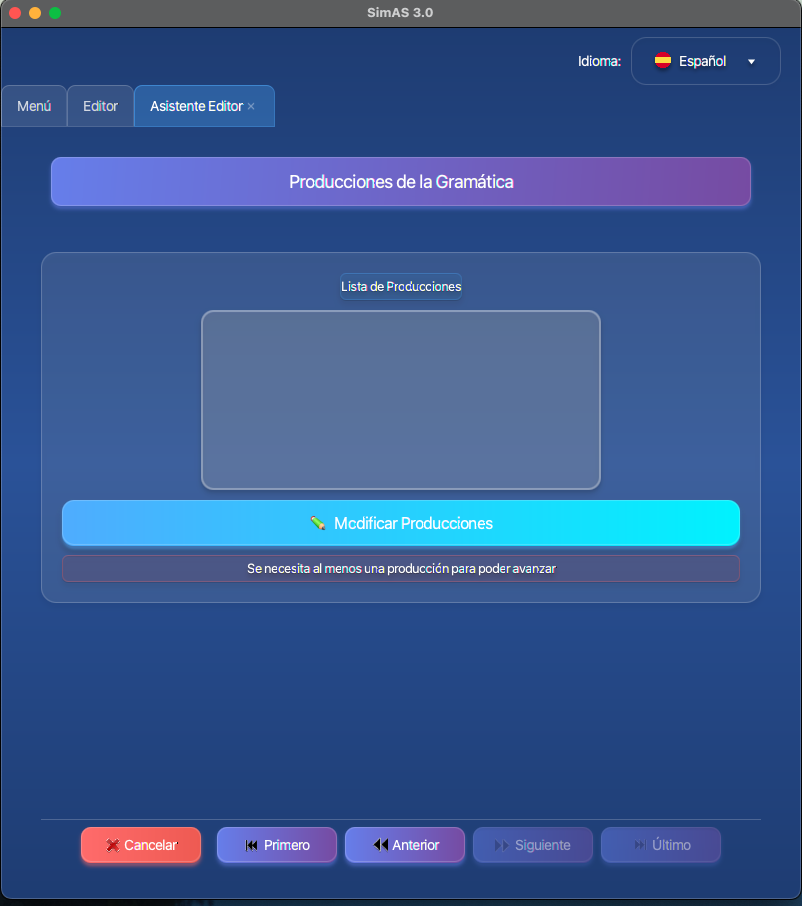 SimAS 3.0
Idioma: Español
Menú Editor Asistente Editor ×
Producciones de la Gramática
Lista de Producciones
Modificar Producciones
Se necesita al menos una producción para poder avanzar
Cancelar Primero Anterior Siguiente Último